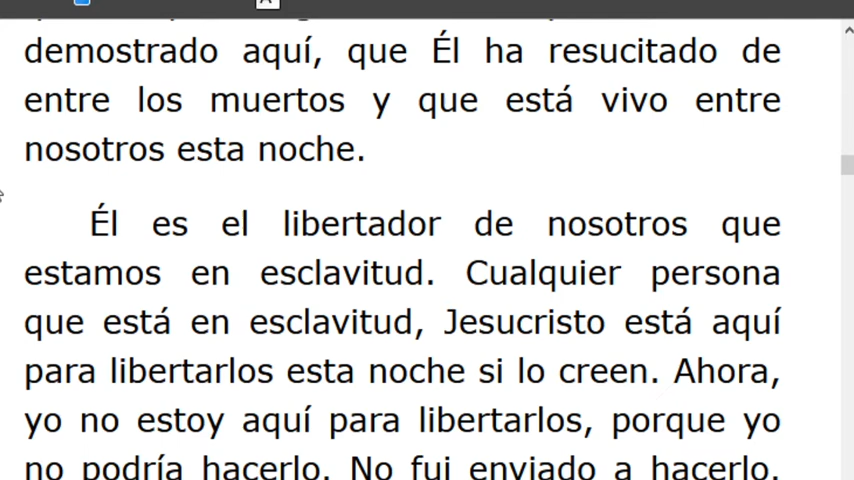 demostrado aquí, que Él ha resucitado de
entre los muertos y que está vivo entre
nosotros esta noche.
Él es el libertador de nosotros que
estamos en esclavitud. Cualquier persona
que está en esclavitud, Jesucristo está aquí
para libertarlos esta noche si lo creen. Ahora,
yo no estoy aquí para libertarlos, porque yo
no podría hacerlo. No fui enviado a hacerlo.